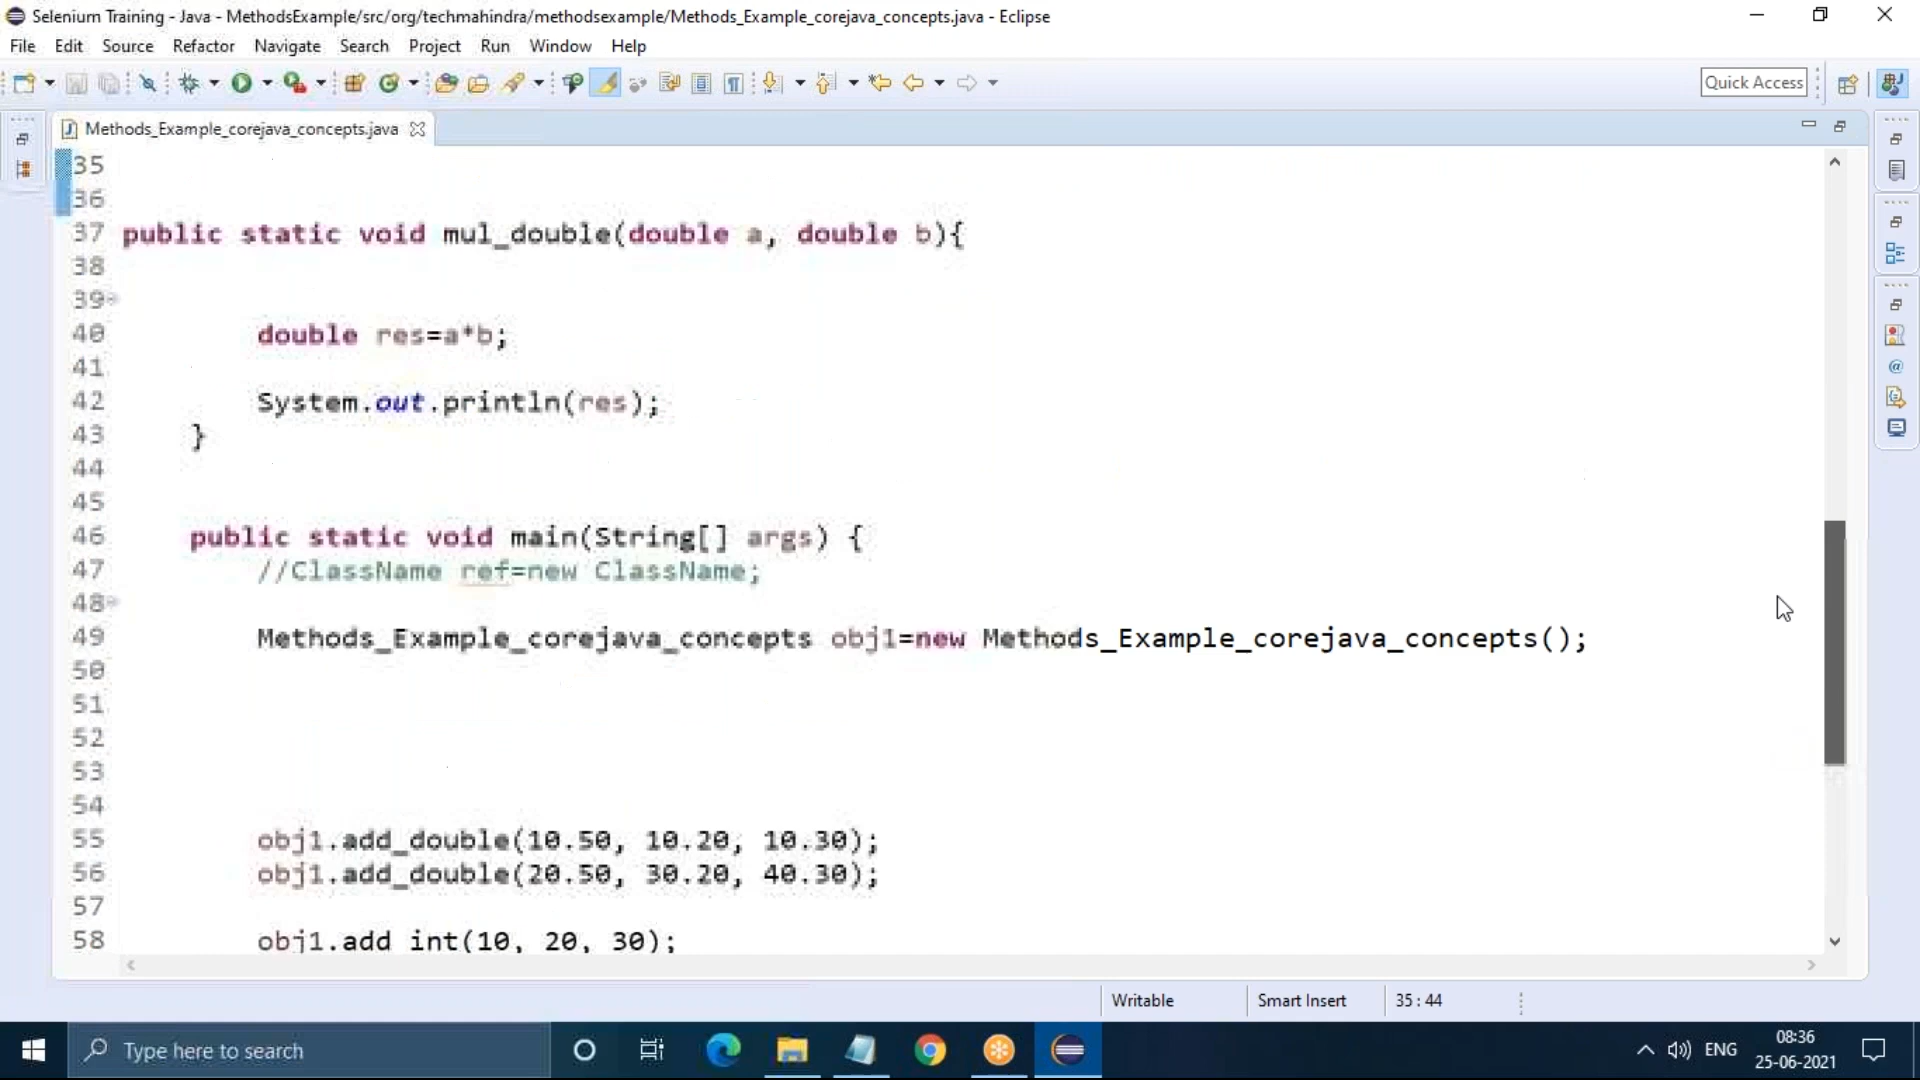 Selenium Training - Java - MethodsExample/src/org/techmahindra/methodsexample/Methods_Example_corejava_concepts.java - Eclipse
File Edit Source Refactor Navigate Search Project Run Window Help
Quick Access
Methods_Example_corejava_concepts.java
35
36
37 public static void mul_double(double a, double b){
38
39
40 double res=a*b;
41
42 System.out.println(res);
43 }
44
45
46 public static void main(String[] args) {
47 //ClassName ref=new ClassName;
48
49 Methods_Example_corejava_concepts obj1=new Methods_Example_corejava_concepts();
50
51
52
53
54
55 obj1.add_double(10.50, 10.20, 10.30);
56 obj1.add_double(20.50, 30.20, 40.30);
57
58 obj1.add_int(10, 20, 30);
Writable Smart Insert 35 : 44
Type here to search
ENG
08:36
25-06-2021